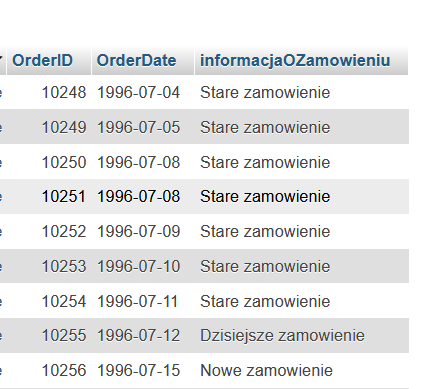 OrderID OrderDate informacjaOZamowieniu
10248 1996-07-04 Stare zamowienie
10249 1996-07-05 Stare zamowienie
10250 1996-07-08 Stare zamowienie
10251 1996-07-08 Stare zamowienie
10252 1996-07-09 Stare zamowienie
10253 1996-07-10 Stare zamowienie
10254 1996-07-11 Stare zamowienie
10255 1996-07-12 Dzisiejsze zamowienie
10256 1996-07-15 Nowe zamowienie